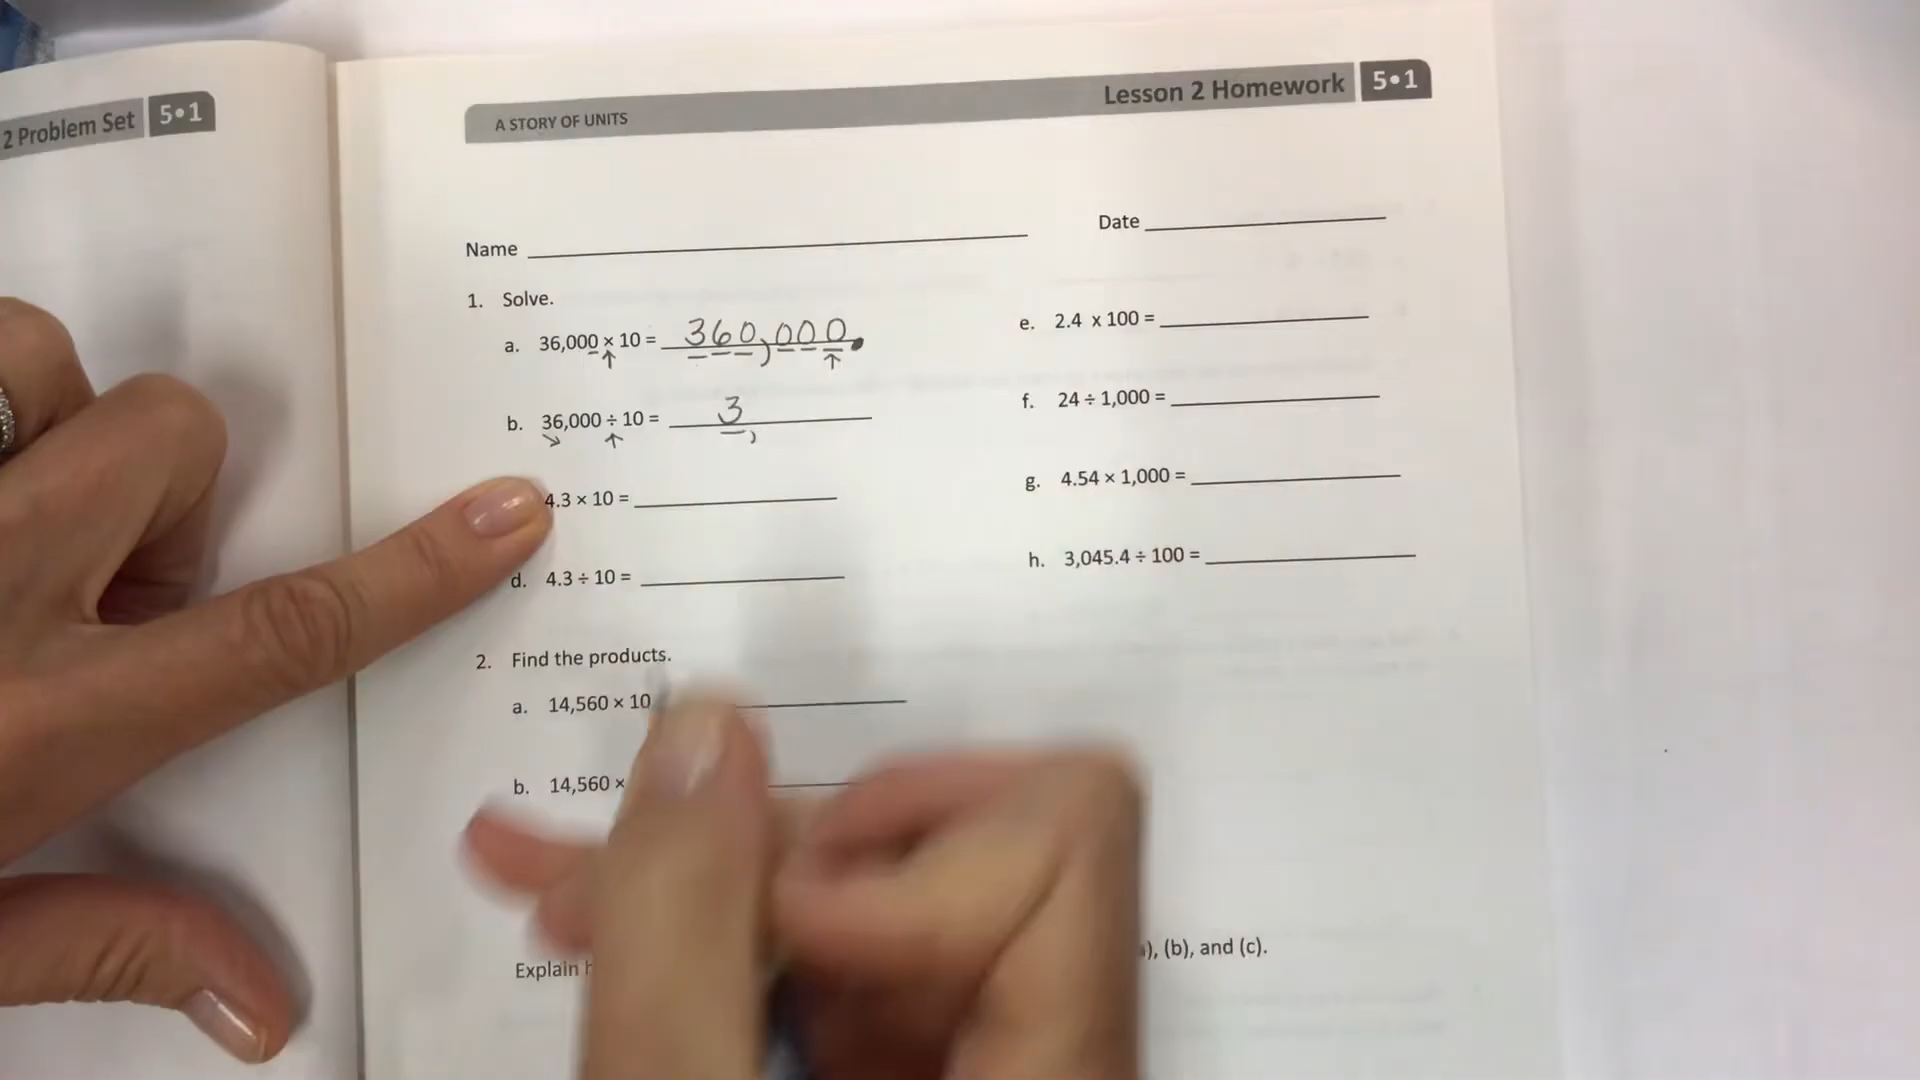 2 Problem Set 5•1
A STORY OF UNITS
Lesson 2 Homework 5•1
Name
Date
1. Solve.
a. 36,000 × 10 = 360,000.
b. 36,000 ÷ 10 = 3,
4.3 × 10 =
d. 4.3 ÷ 10 =
e. 2.4 x 100 =
f. 24 ÷ 1,000 =
g. 4.54 × 1,000 =
h. 3,045.4 ÷ 100 =
2. Find the products.
a. 14,560 × 10
b. 14,560 ×
Explain
), (b), and (c).